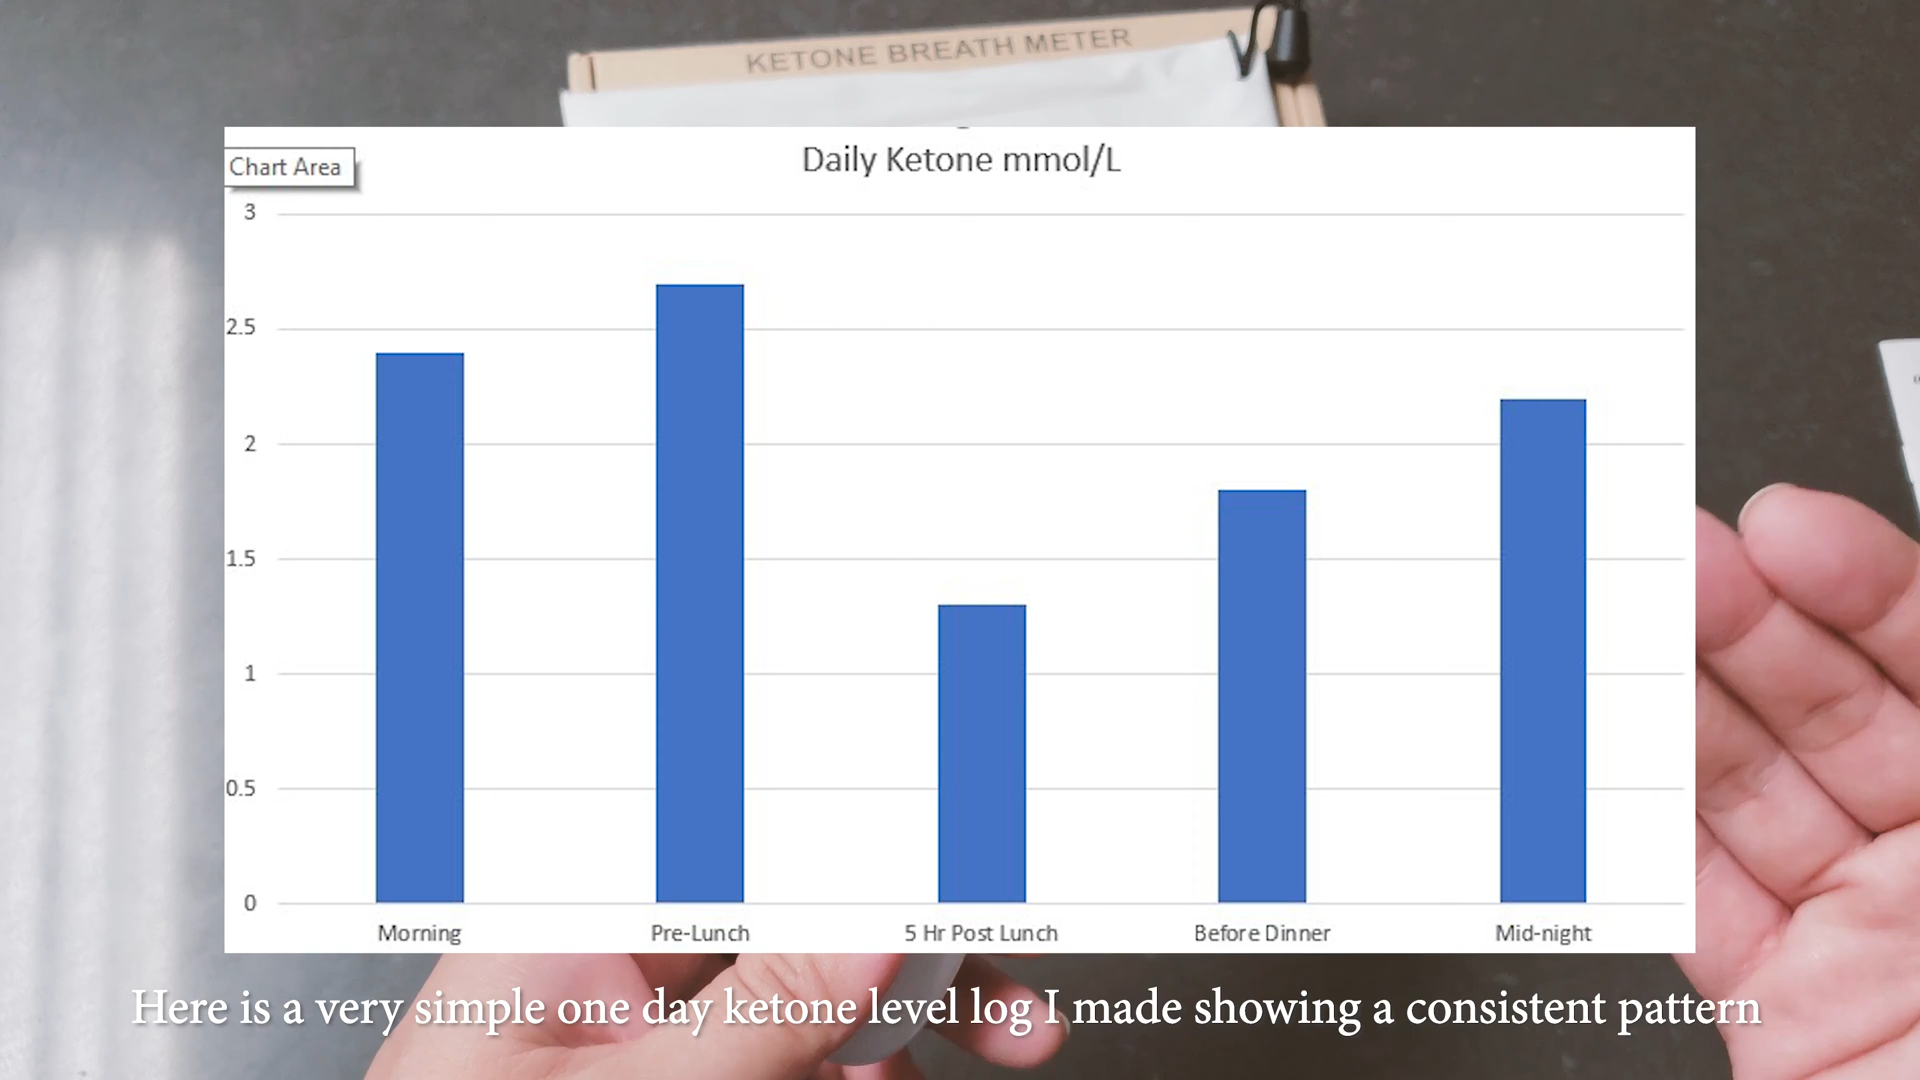 KETONE BREATH METER
Daily Ketone mmol/L
Chart Area
3
2.5
2
1.5
1
0.5
0
Morning
Pre-Lunch
5 Hr Post Lunch
Before Dinner
Mid-night
Here is a very simple one day ketone level log I made showing a consistent pattern